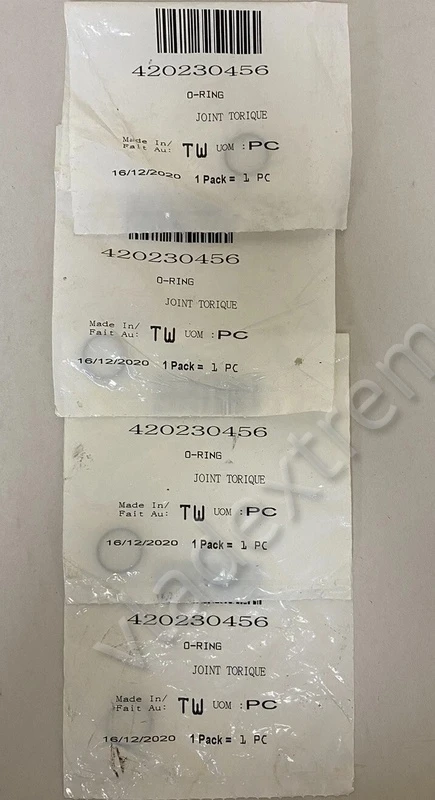 420230456
O-RING
JOINT TORIQUE
Made In/
Fait Au: TW UOM : PC
16/12/2020 1 Pack = 1 PC
420230456
O-RING
JOINT TORIQUE
Made In/
Fait Au: TW UOM : PC
16/12/2020 1 Pack = 1 PC
420230456
O-RING
JOINT TORIQUE
Made In/
Fait Au: TW UOM : PC
16/12/2020 1 Pack = 1 PC
420230456
O-RING
JOINT TORIQUE
Made In/
Fait Au: TW UOM : PC
16/12/2020 1 Pack = 1 PC
vladextrem